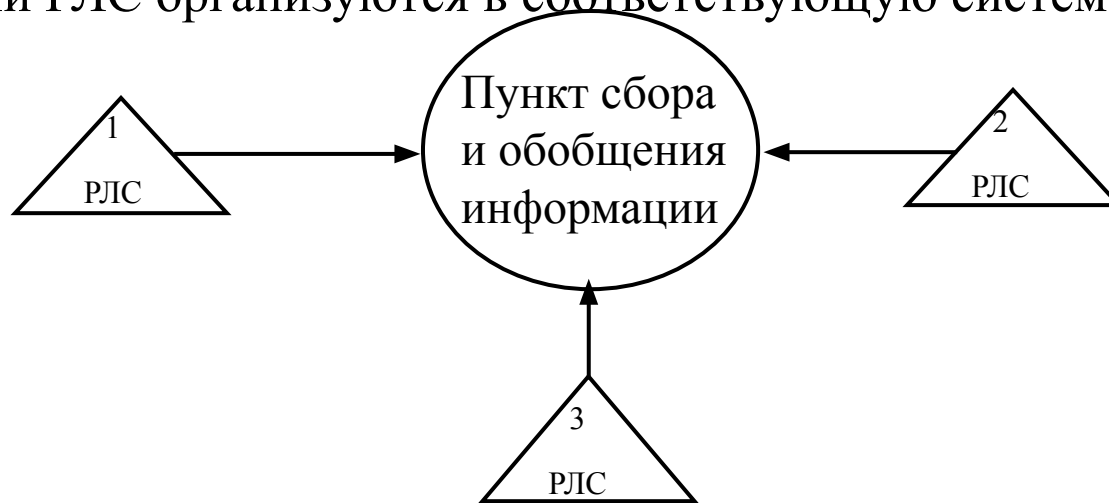 РЛС организуются в соответствующую систем
Пункт сбора
и обобщения
информации
1
РЛС
2
РЛС
3
РЛС